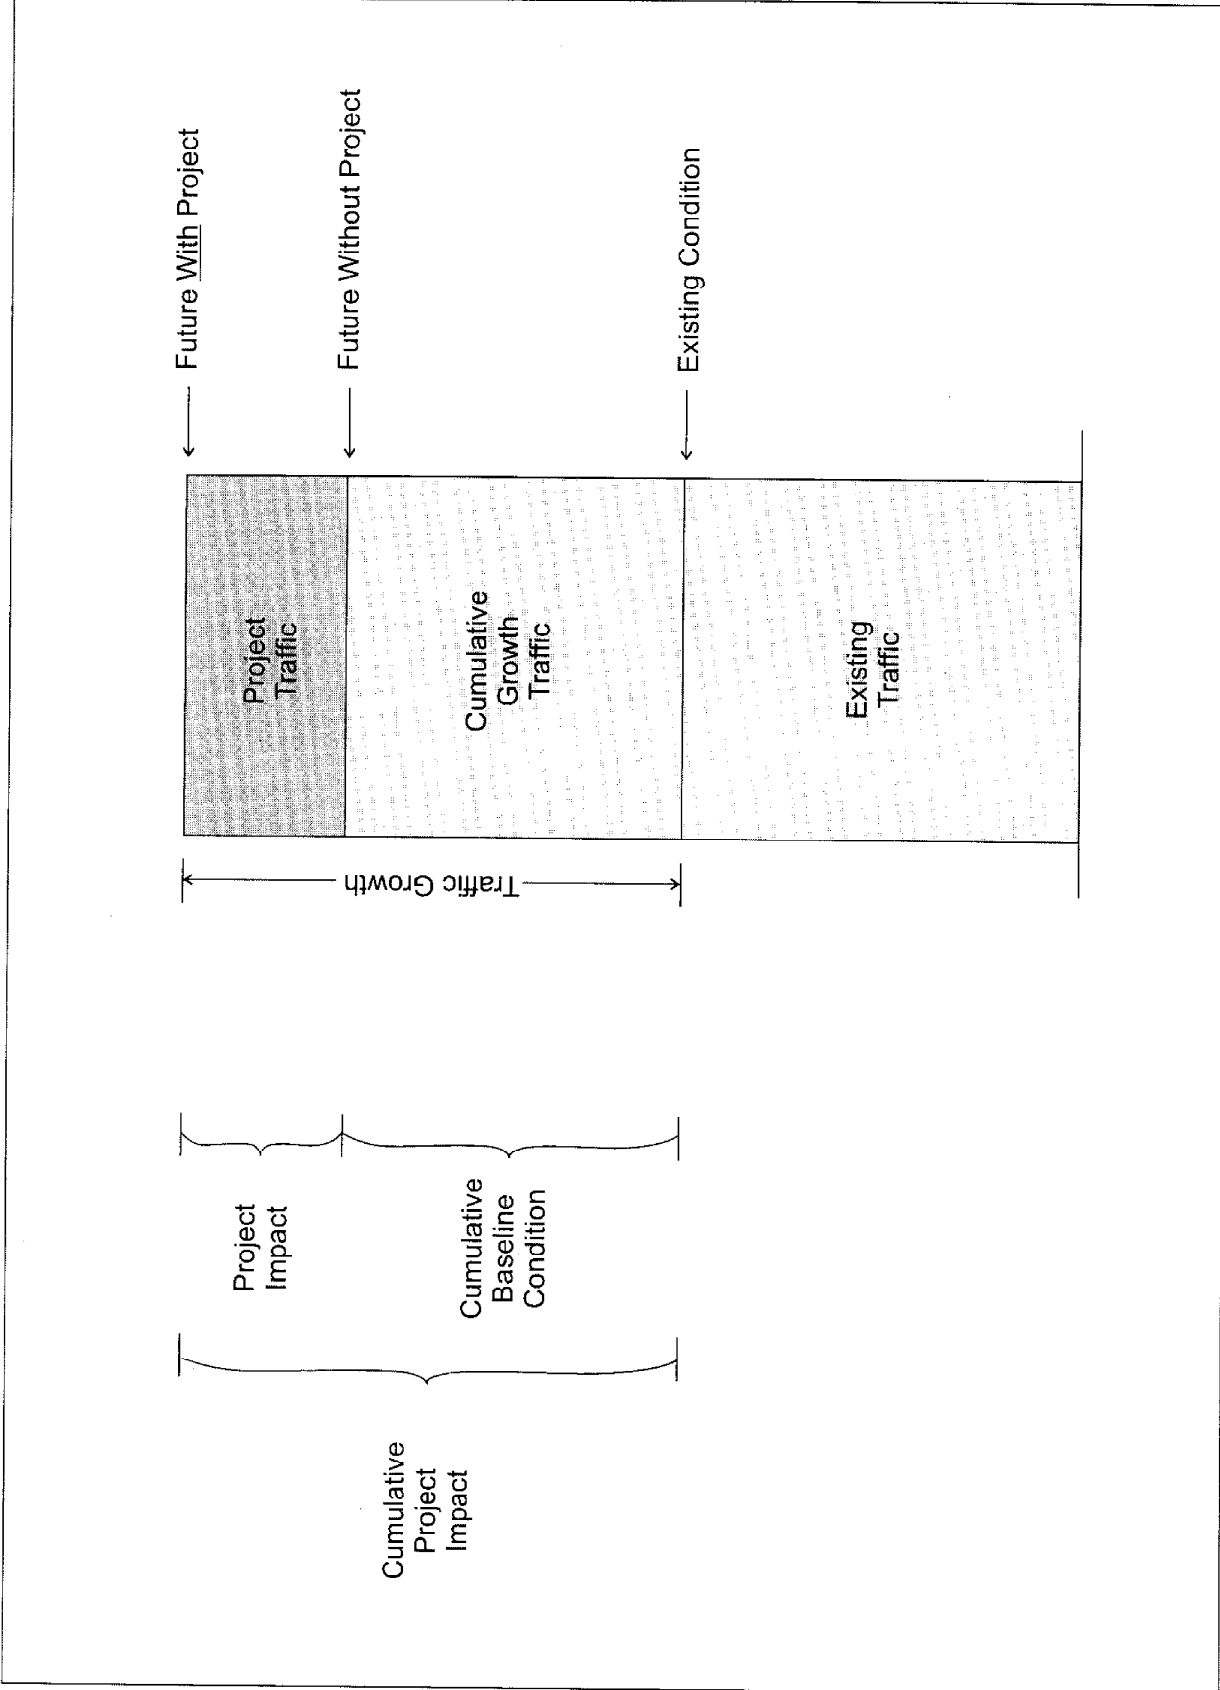 Cumulative
Project
Impact
Project
Impact
Cumulative
Baseline
Condition
Traffic Growth
Project
Traffic
Cumulative
Growth
Traffic
Existing
Traffic
Future With Project
Future Without Project
Existing Condition